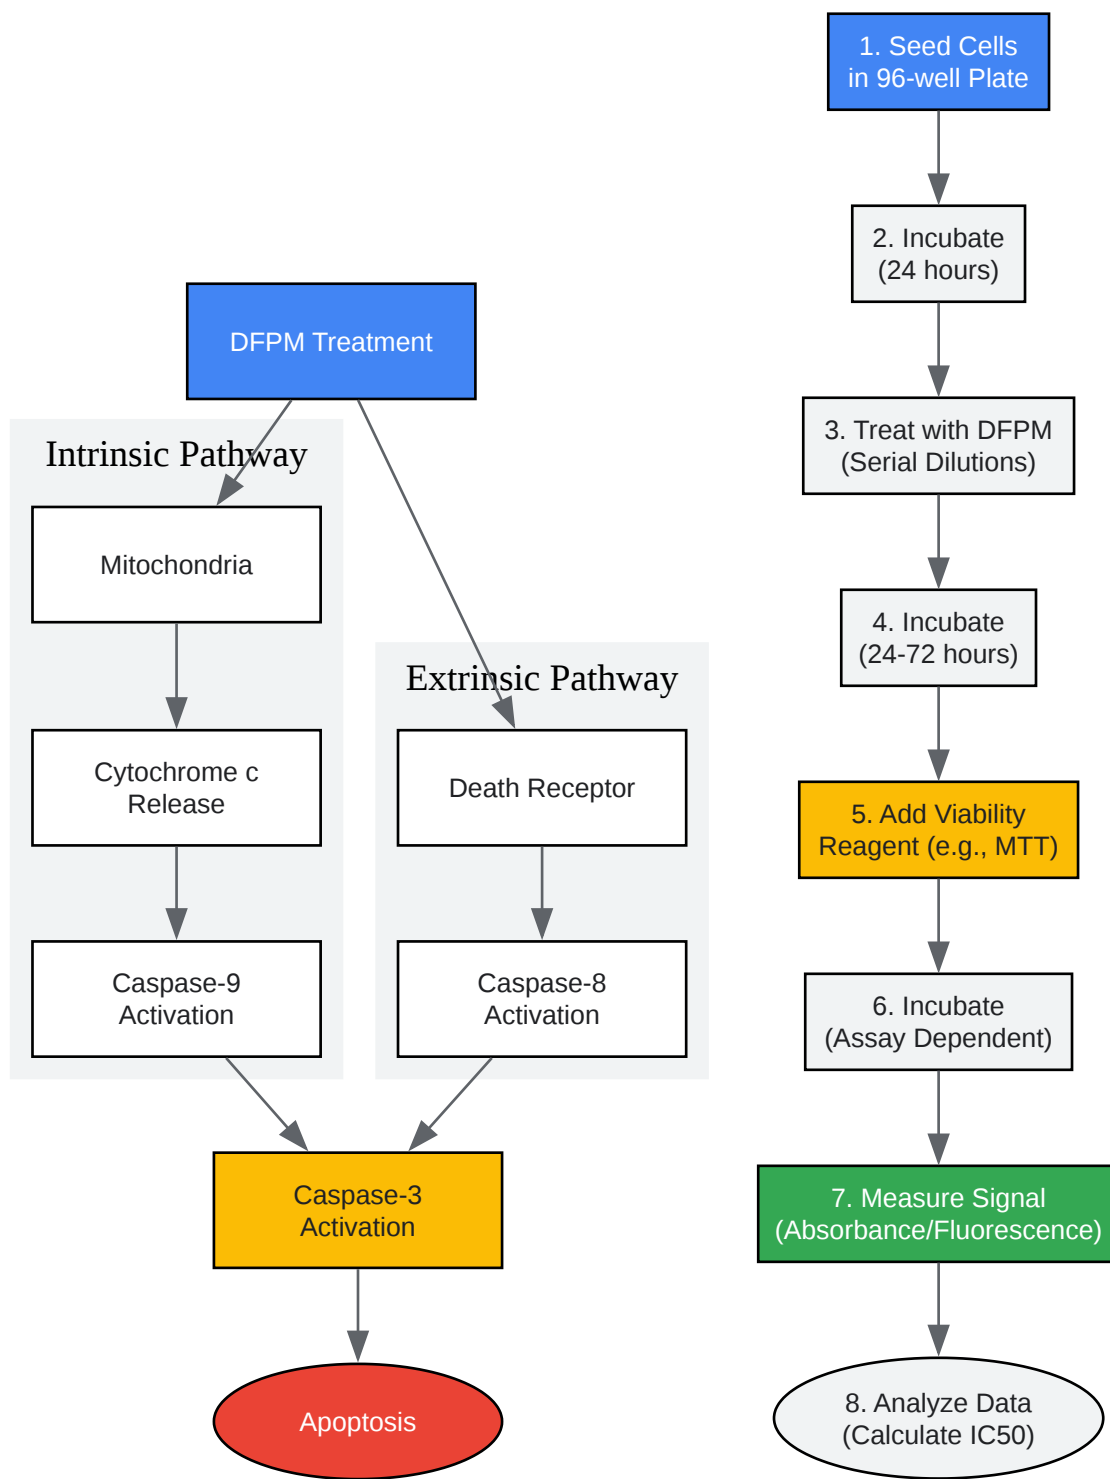 DFPM Treatment
Intrinsic Pathway
Mitochondria
Cytochrome c
Release
Caspase-9
Activation
Extrinsic Pathway
Death Receptor
Caspase-8
Activation
Caspase-3
Activation
Apoptosis
1. Seed Cells
in 96-well Plate
2. Incubate
(24 hours)
3. Treat with DFPM
(Serial Dilutions)
4. Incubate
(24-72 hours)
5. Add Viability
Reagent (e.g., MTT)
6. Incubate
(Assay Dependent)
7. Measure Signal
(Absorbance/Fluorescence)
8. Analyze Data
(Calculate IC50)